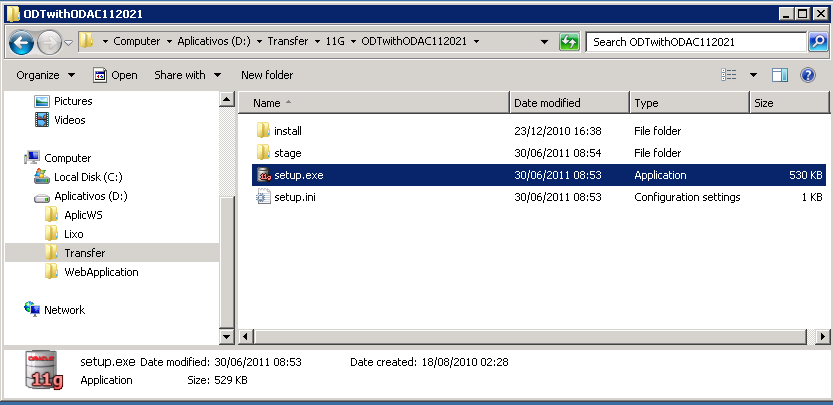 ODTwithODAC112021
Computer Aplicativos (D:) Transfer 11G ODTwithODAC112021
Search ODTwithODAC112021
Organize Open Share with New folder
Pictures
Videos
Computer
Local Disk (C:)
Aplicativos (D:)
AplicWS
Lixo
Transfer
WebApplication
Network
Name Date modified Type Size
install 23/12/2010 16:38 File folder
stage 30/06/2011 08:54 File folder
setup.exe 30/06/2011 08:53 Application 530 KB
setup.ini 30/06/2011 08:53 Configuration settings 1 KB
ORACLE
11g
setup.exe Date modified: 30/06/2011 08:53 Date created: 18/08/2010 02:28
Application Size: 529 KB